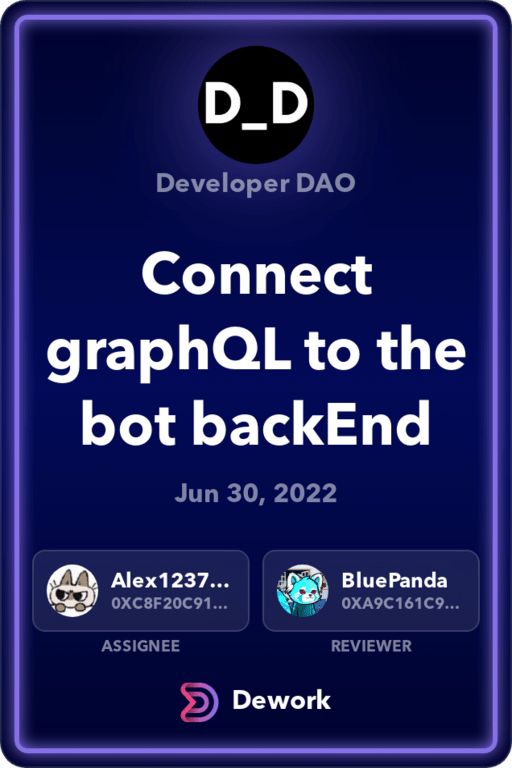 D_D
Developer DAO
Connect
graphQL to the
bot backEnd
Jun 30, 2022
Alex1237...
0XC8F20C91...
ASSIGNEE
BluePanda
0XA9C161C9...
REVIEWER
Dework